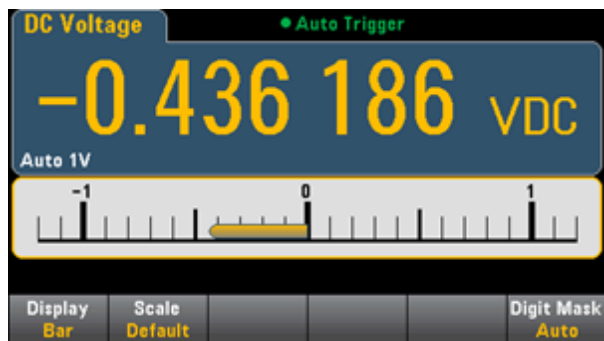 DC Voltage
● Auto Trigger
−0.436 186 VDC
Auto 1V
-1 0 1
Display Scale Digit Mask
Bar Default Auto